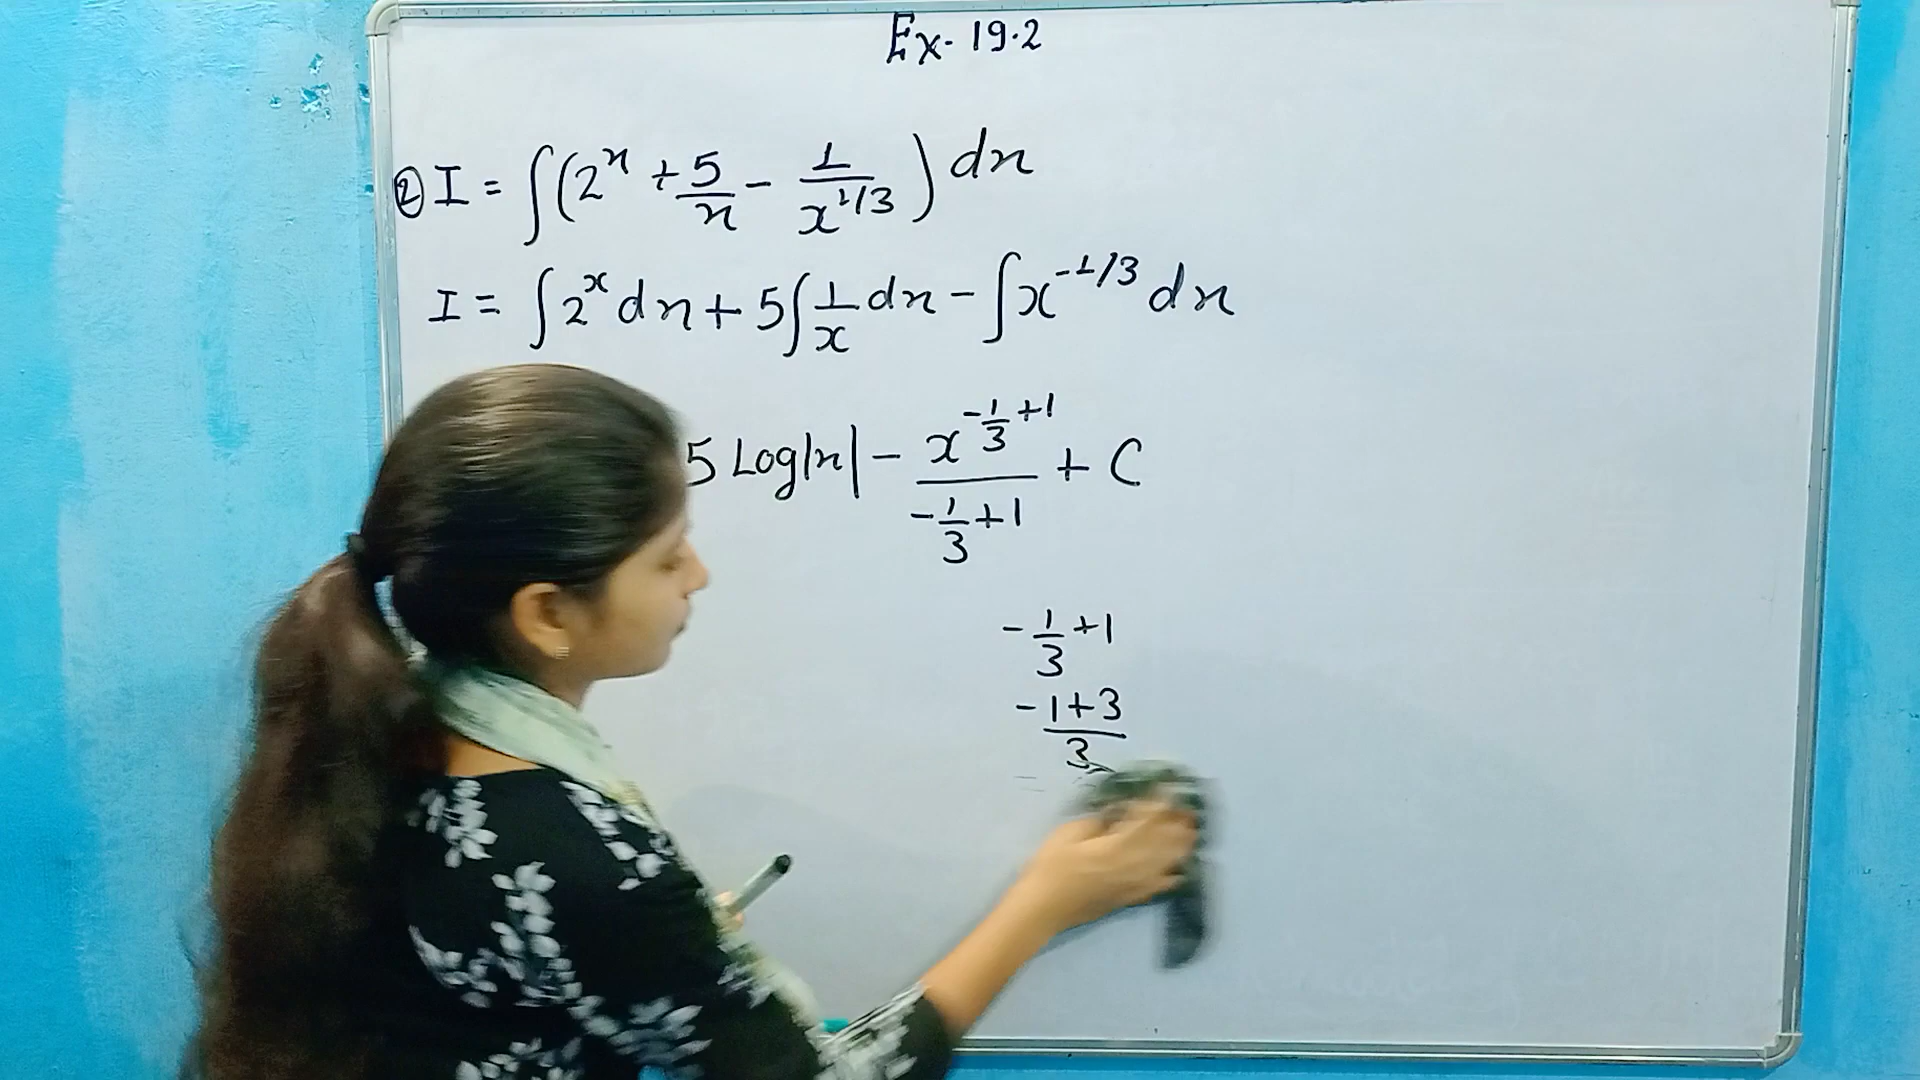 Ex. 19.2
② I = ∫(2^x + 5/x - 1/x^{1/3}) dx
I = ∫2^x dx + 5∫1/x dx - ∫x^{-1/3} dx
5 Log|x| - x^{-1/3+1}/(-1/3+1) + C
-1/3+1
(-1+3)/3